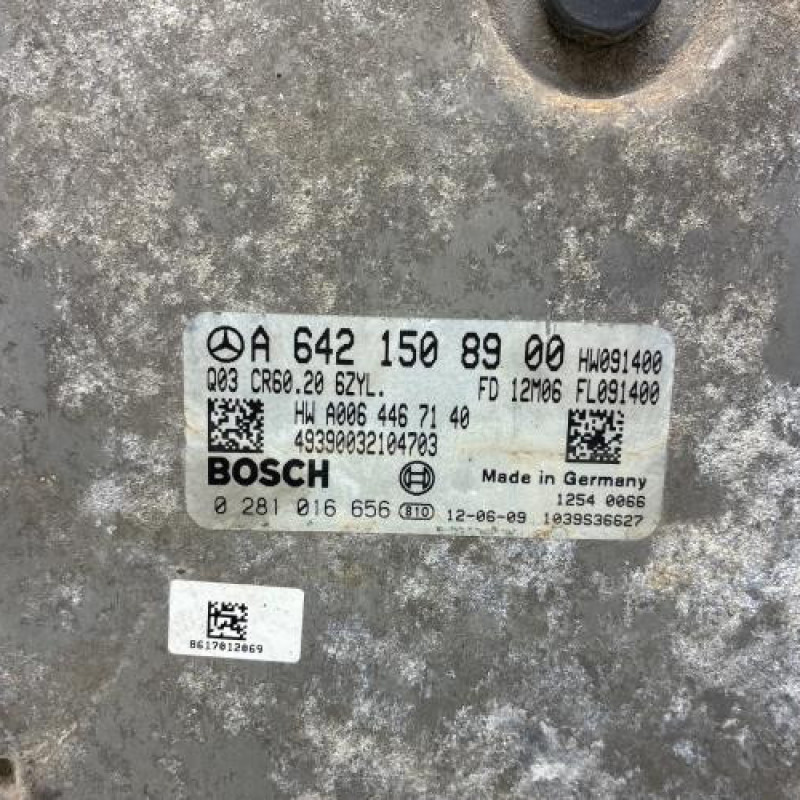 A 642 150 89 00 HW091400
Q03 CR60.20 6ZYL. FD 12M06 FL091400
HW A006 446 71 40
49390032104703
BOSCH Made in Germany
1254 0066
0 281 016 656 810 12-06-09 1039S36627
8617012069